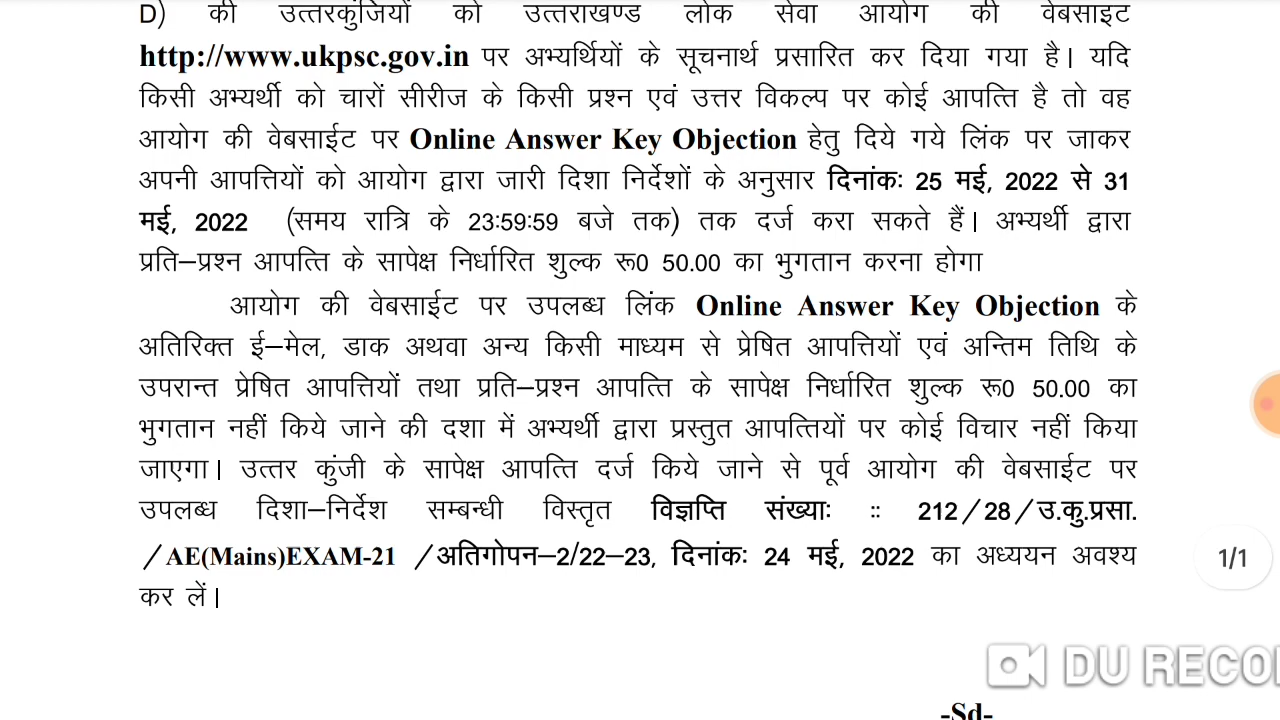 D) की उत्तरकुंजियों को उत्तराखण्ड लोक सेवा आयोग की वेबसाइट
http://www.ukpsc.gov.in पर अभ्यर्थियों के सूचनार्थ प्रसारित कर दिया गया है। यदि
किसी अभ्यर्थी को चारों सीरीज के किसी प्रश्न एवं उत्तर विकल्प पर कोई आपत्ति है तो वह
आयोग की वेबसाईट पर Online Answer Key Objection हेतु दिये गये लिंक पर जाकर
अपनी आपत्तियों को आयोग द्वारा जारी दिशा निर्देशों के अनुसार दिनांकः 25 मई, 2022 से 31
मई, 2022 (समय रात्रि के 23:59:59 बजे तक) तक दर्ज करा सकते हैं। अभ्यर्थी द्वारा
प्रति–प्रश्न आपत्ति के सापेक्ष निर्धारित शुल्क रू0 50.00 का भुगतान करना होगा
आयोग की वेबसाईट पर उपलब्ध लिंक Online Answer Key Objection के
अतिरिक्त ई–मेल, डाक अथवा अन्य किसी माध्यम से प्रेषित आपत्तियों एवं अन्तिम तिथि के
उपरान्त प्रेषित आपत्तियों तथा प्रति–प्रश्न आपत्ति के सापेक्ष निर्धारित शुल्क रू0 50.00 का
भुगतान नहीं किये जाने की दशा में अभ्यर्थी द्वारा प्रस्तुत आपत्तियों पर कोई विचार नहीं किया
जाएगा। उत्तर कुंजी के सापेक्ष आपत्ति दर्ज किये जाने से पूर्व आयोग की वेबसाईट पर
उपलब्ध दिशा–निर्देश सम्बन्धी विस्तृत विज्ञप्ति संख्याः :: 212/28/उ.कु.प्रसा.
/AE(Mains)EXAM-21 /अतिगोपन–2/22–23, दिनांकः 24 मई, 2022 का अध्ययन अवश्य
कर लें।
1/1
DU RECO
-Sd-